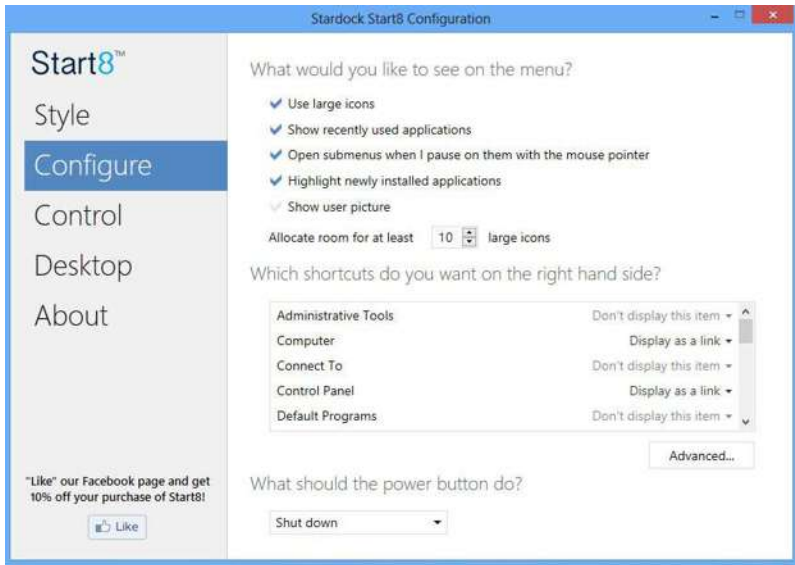 Stardock Start8 Configuration
Start8™
Style
Configure
Control
Desktop
About
"Like" our Facebook page and get
10% off your purchase of Start8!
Like
What would you like to see on the menu?
Use large icons
Show recently used applications
Open submenus when I pause on them with the mouse pointer
Highlight newly installed applications
Show user picture
Allocate room for at least 10 large icons
Which shortcuts do you want on the right hand side?
Administrative Tools Don't display this item
Computer Display as a link
Connect To Don't display this item
Control Panel Display as a link
Default Programs Don't display this item
Advanced...
What should the power button do?
Shut down